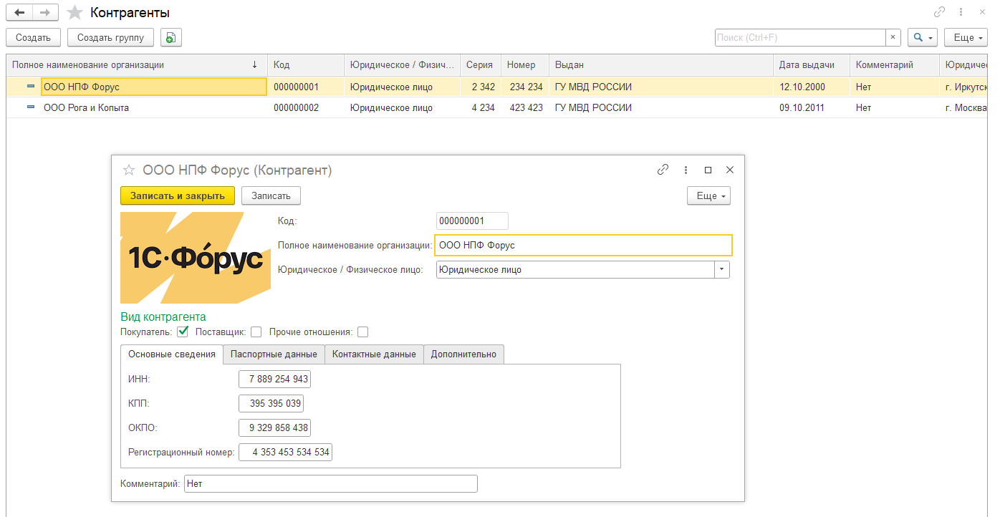 Контрагенты
Создать Создать группу Поиск (Ctrl+F) × Еще
Полное наименование организации ↓ Код Юридическое / Физич... Серия Номер Выдан Дата выдачи Комментарий Юридичес
ООО НПФ Форус 000000001 Юридическое лицо 2 342 234 234 ГУ МВД РОССИИ 12.10.2000 Нет г. Иркутск
ООО Рога и Копыта 000000002 Юридическое лицо 4 234 423 423 ГУ МВД РОССИИ 09.10.2011 Нет г. Москва
ООО НПФ Форус (Контрагент)
Записать и закрыть Записать Еще
1С·Фо́рус
Код: 000000001
Полное наименование организации: ООО НПФ Форус
Юридическое / Физическое лицо: Юридическое лицо
Вид контрагента
Покупатель: Поставщик: Прочие отношения:
Основные сведения Паспортные данные Контактные данные Дополнительно
ИНН: 7 889 254 943
КПП: 395 395 039
ОКПО: 9 329 858 438
Регистрационный номер: 4 353 453 534 534
Комментарий: Нет